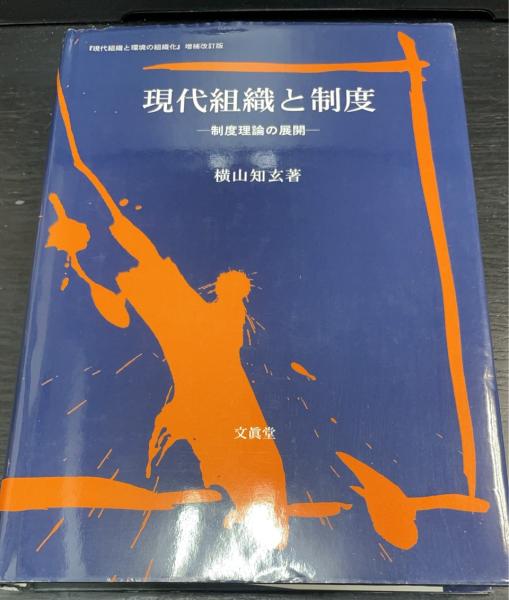 『現代組織と環境の組織化』増補改訂版
現代組織と制度
―制度理論の展開―
横山知玄著
文眞堂